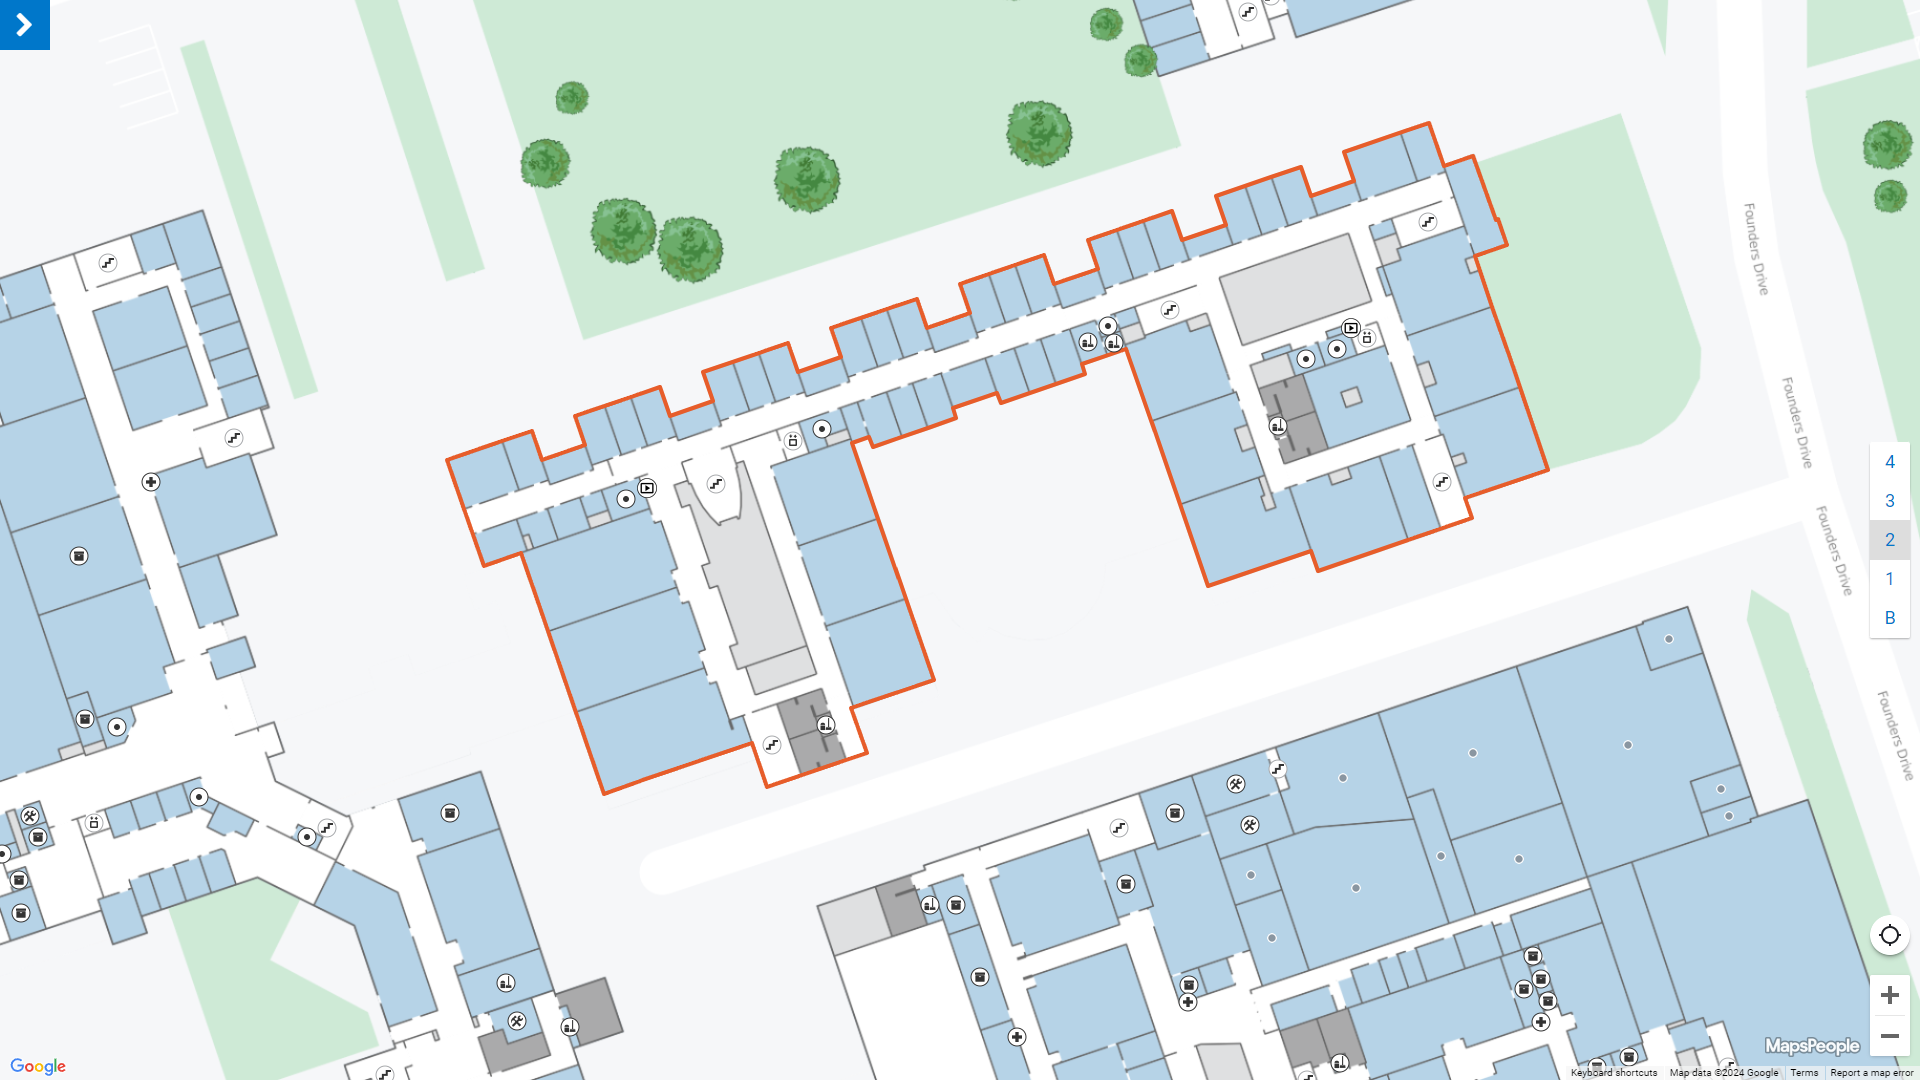 Founders Drive
Founders Drive
Founders Drive
Founders Drive
4
3
2
1
B
MapsPeople
Google
Keyboard shortcuts
Map data ©2024 Google
Terms
Report a map error